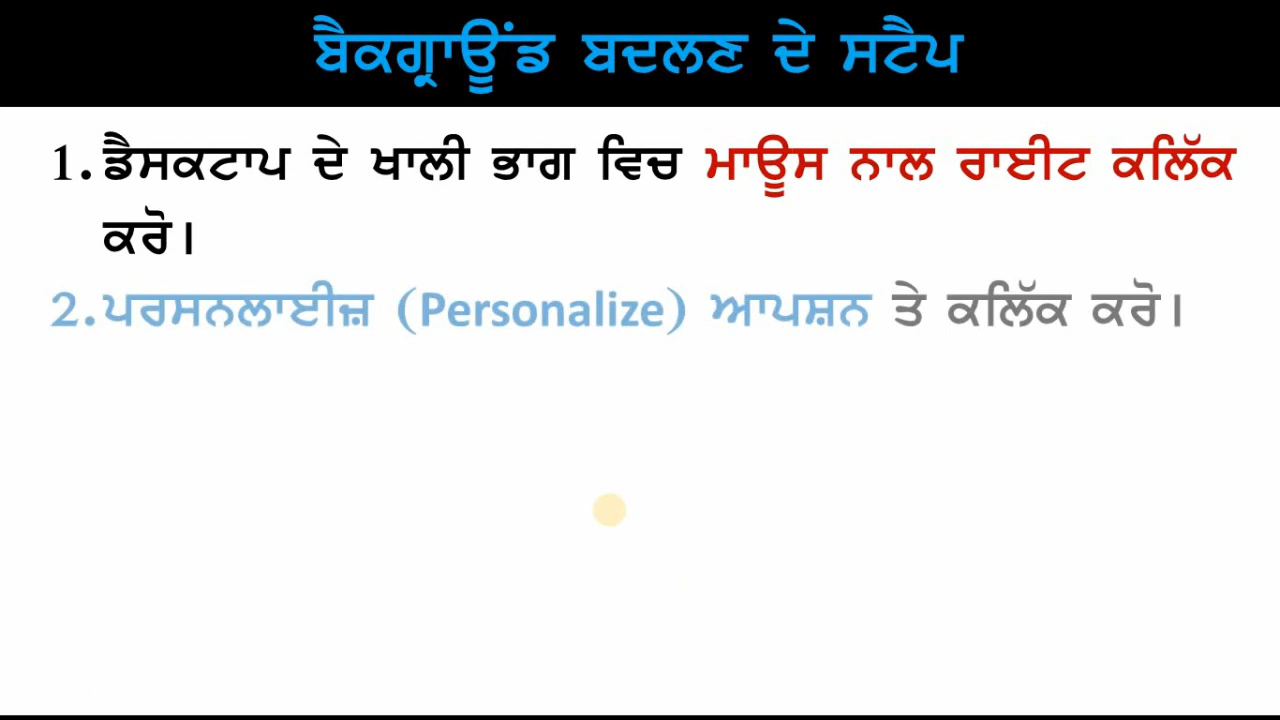 ਬੈਕਗ੍ਰਾਊਂਡ ਬਦਲਣ ਦੇ ਸਟੈਪ
1. ਡੈਸਕਟਾਪ ਦੇ ਖਾਲੀ ਭਾਗ ਵਿਚ ਮਾਊਸ ਨਾਲ ਰਾਈਟ ਕਲਿੱਕ
ਕਰੋ।
2. ਪਰਸਨਲਾਈਜ਼ (Personalize) ਆਪਸ਼ਨ ਤੇ ਕਲਿੱਕ ਕਰੋ।